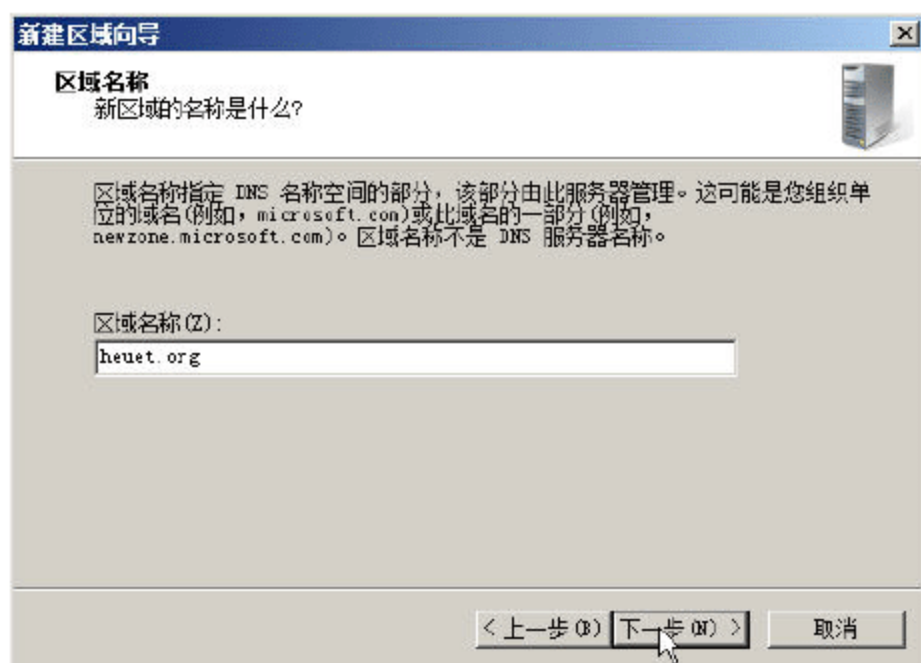 新建区域向导
区域名称
新区域的名称是什么?
区域名称指定 DNS 名称空间的部分，该部分由此服务器管理。这可能是您组织单
位的域名(例如，microsoft.com)或此域名的一部分(例如，
newzone.microsoft.com)。区域名称不是 DNS 服务器名称。
区域名称(Z):
heuet.org
< 上一步(B) 下一步(N) > 取消